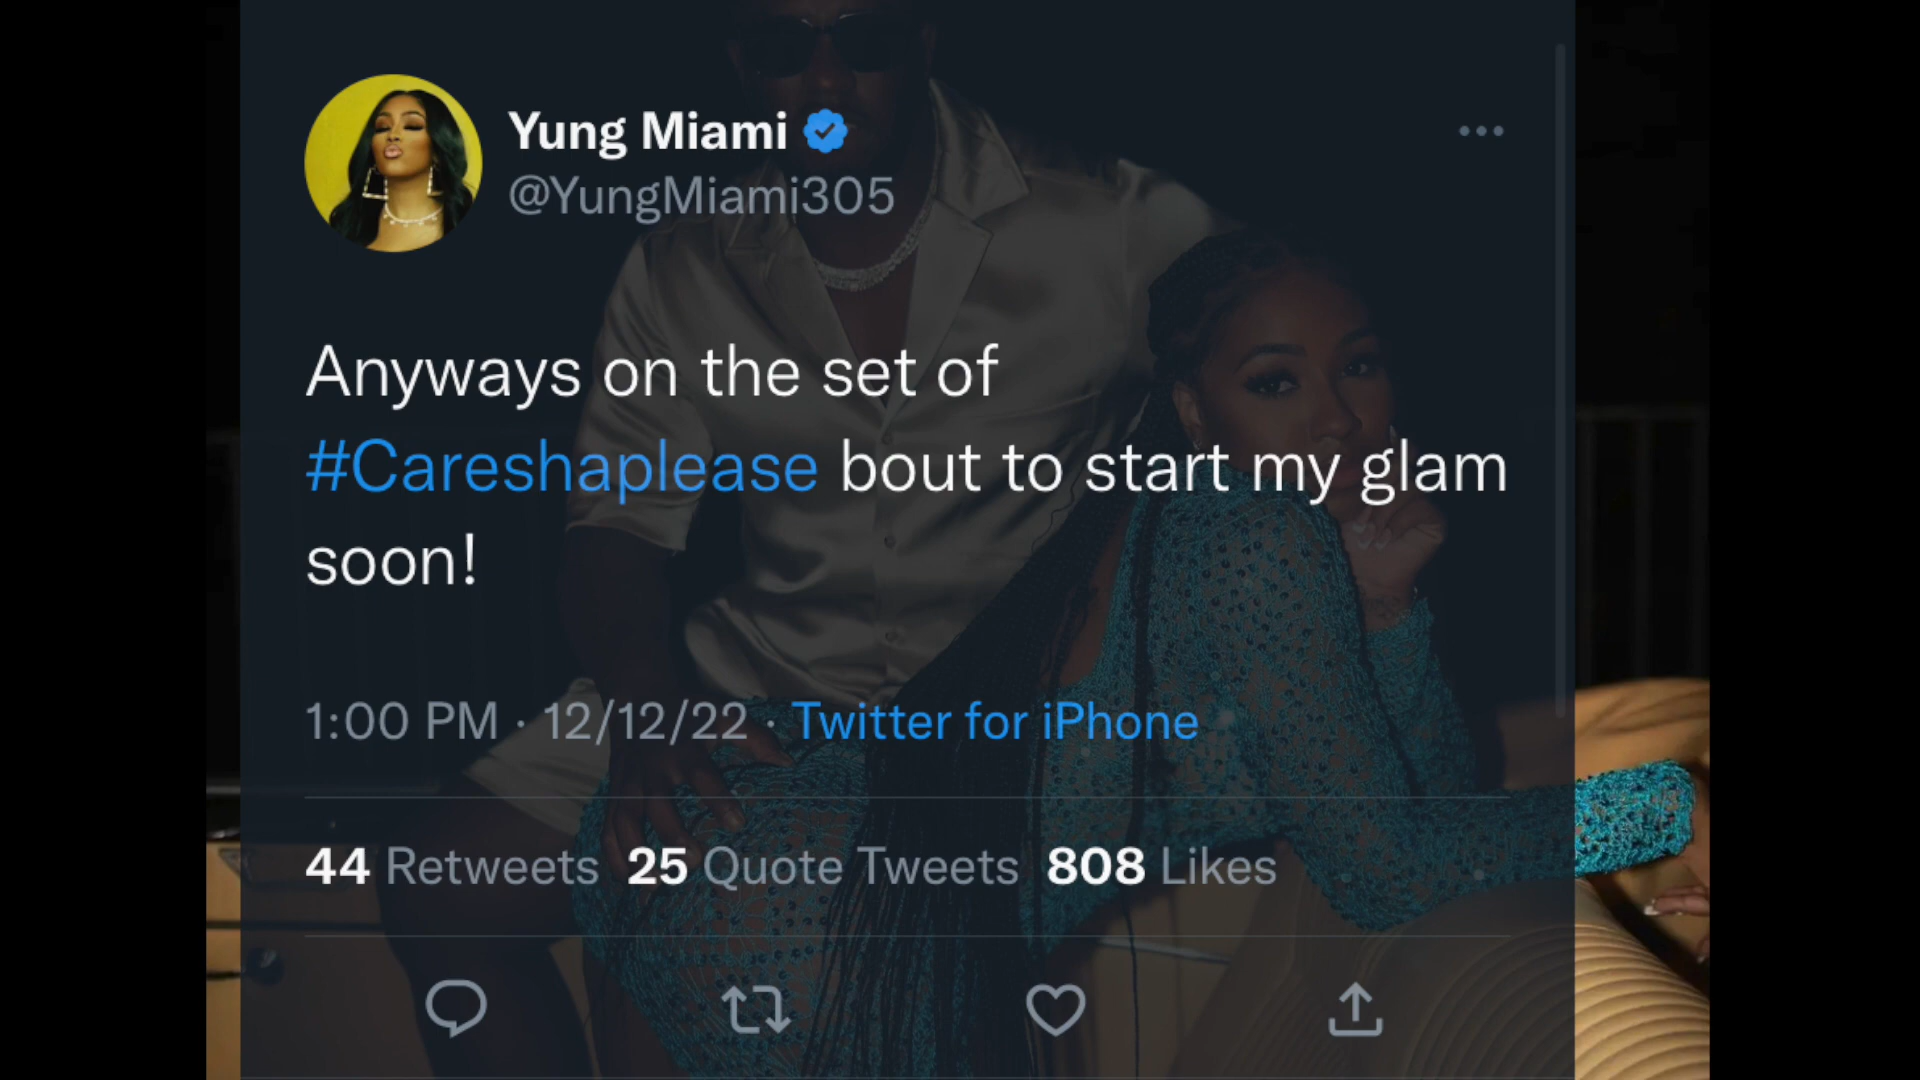 Yung Miami
@YungMiami305
Anyways on the set of
#Careshaplease bout to start my glam
soon!
1:00 PM · 12/12/22 · Twitter for iPhone
44 Retweets 25 Quote Tweets 808 Likes